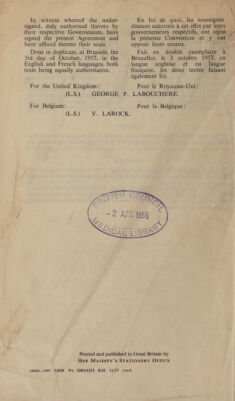 In witness whereof the under-
signed, duly authorised thereto by
their respective Governments, have
signed the present Agreement and
have affixed thereto their seals.
Done in duplicate, at Brussels, the
3rd day of October, 1957, in the
English and French languages, both
texts being equally authoritative.
En foi de quoi, les soussignés
dûment autorisés à cet effet par leurs
gouvernements respectifs, ont signé
la présente Convention et y ont
apposé leurs sceaux.
Fait en double exemplaire à
Bruxelles, le 3 octobre 1957, en
langue anglaise et en langue
française, les deux textes faisant
également foi.
For the United Kingdom: Pour le Royaume-Uni:
(L.S.) GEORGE P. LABOUCHERE.
For Belgium: Pour la Belgique:
(L.S.) V. LAROCK.
BRITISH COUNCIL
- 2 APR 1958
MEDICAL LIBRARY
Printed and published in Great Britain by
HER MAJESTY'S STATIONERY OFFICE